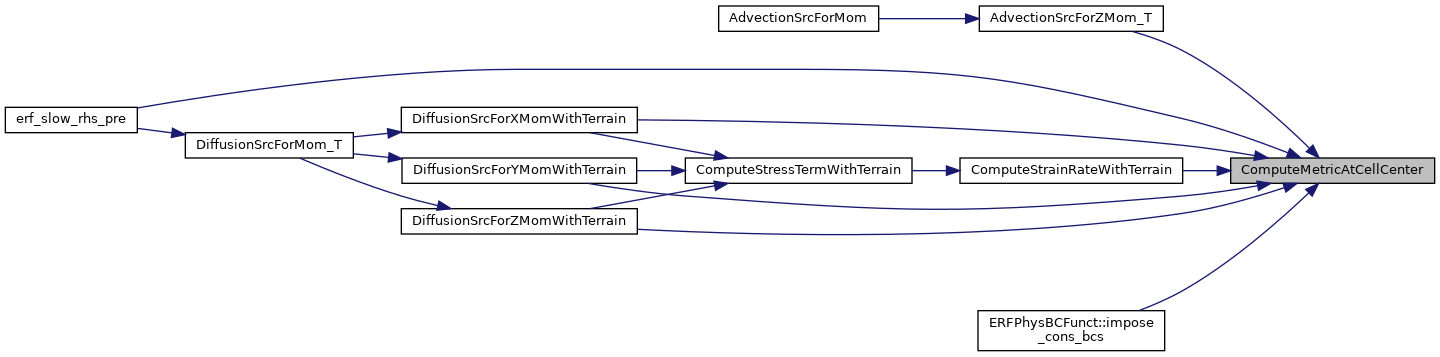 AdvectionSrcForMom
AdvectionSrcForZMom_T
erf_slow_rhs_pre
DiffusionSrcForXMomWithTerrain
DiffusionSrcForMom_T
DiffusionSrcForYMomWithTerrain
ComputeStressTermWithTerrain
ComputeStrainRateWithTerrain
ComputeMetricAtCellCenter
DiffusionSrcForZMomWithTerrain
ERFPhysBCFunct::impose
_cons_bcs